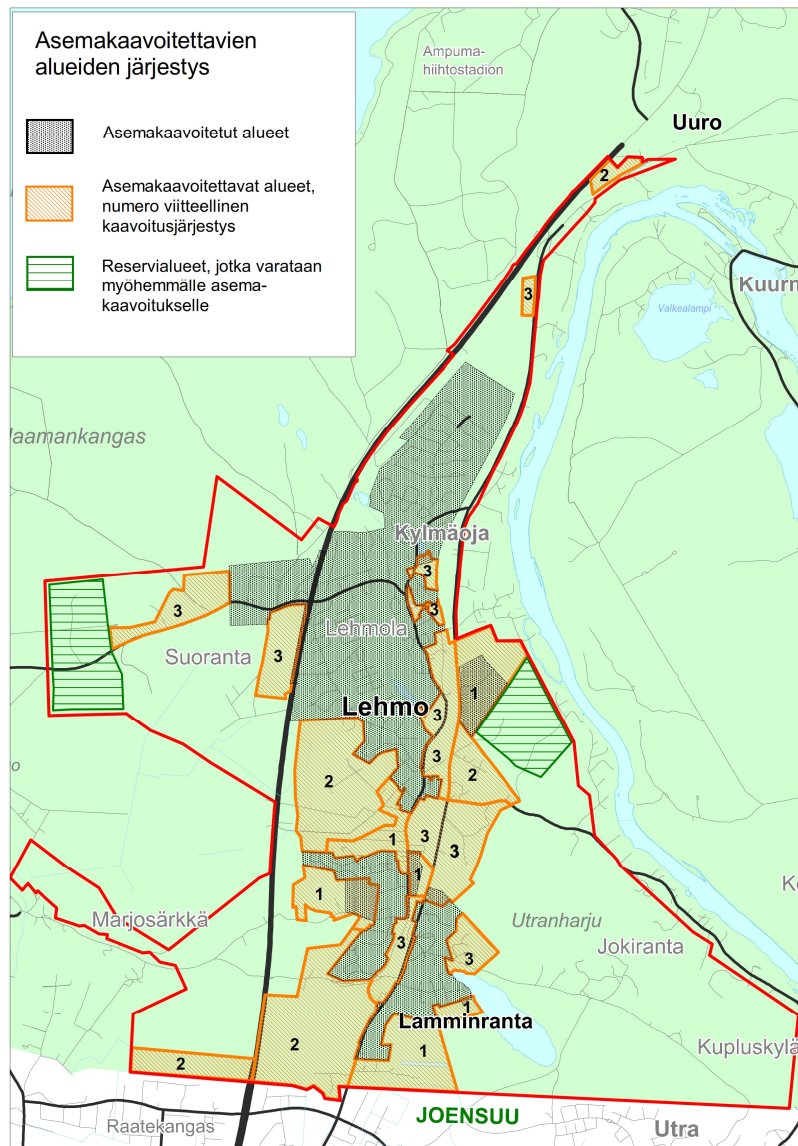 Asemakaavoitettavien
alueiden järjestys
Asemakaavoitetut alueet
Asemakaavoitettavat alueet,
numero viitteellinen
kaavoitusjärjestys
Reservialueet, jotka varataan
myöhemmälle asema-
kaavoitukselle
Ampuma-
hiihtostadion
Uuro
2
3
Kuurn
Valkealampi
laamankangas
Kylmäoja
3
3
3
Lehmola
Suoranta
3
1
Lehmo
3
3
2
2
1
3
3
1
1
Marjosärkkä
Utranharju
Jokiranta
3
3
1
Lamminranta
2
1
2
Kupluskylä
Raatekangas
JOENSUU
Utra